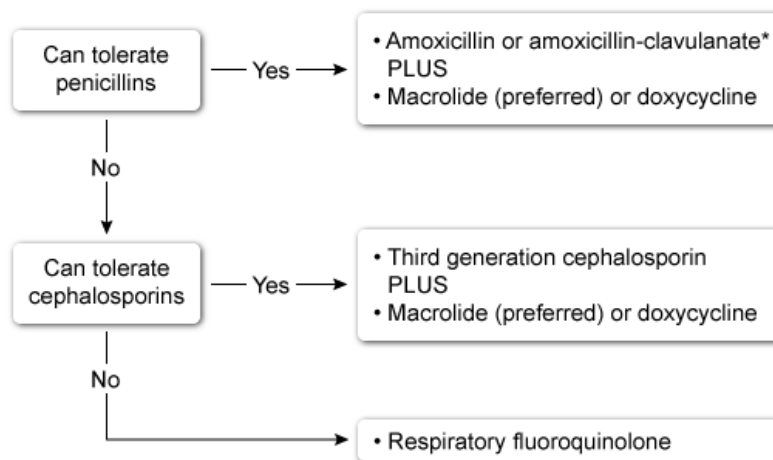 Can tolerate
penicillins
Yes
• Amoxicillin or amoxicillin-clavulanate*
PLUS
• Macrolide (preferred) or doxycycline
No
Can tolerate
cephalosporins
Yes
• Third generation cephalosporin
PLUS
• Macrolide (preferred) or doxycycline
No
• Respiratory fluoroquinolone